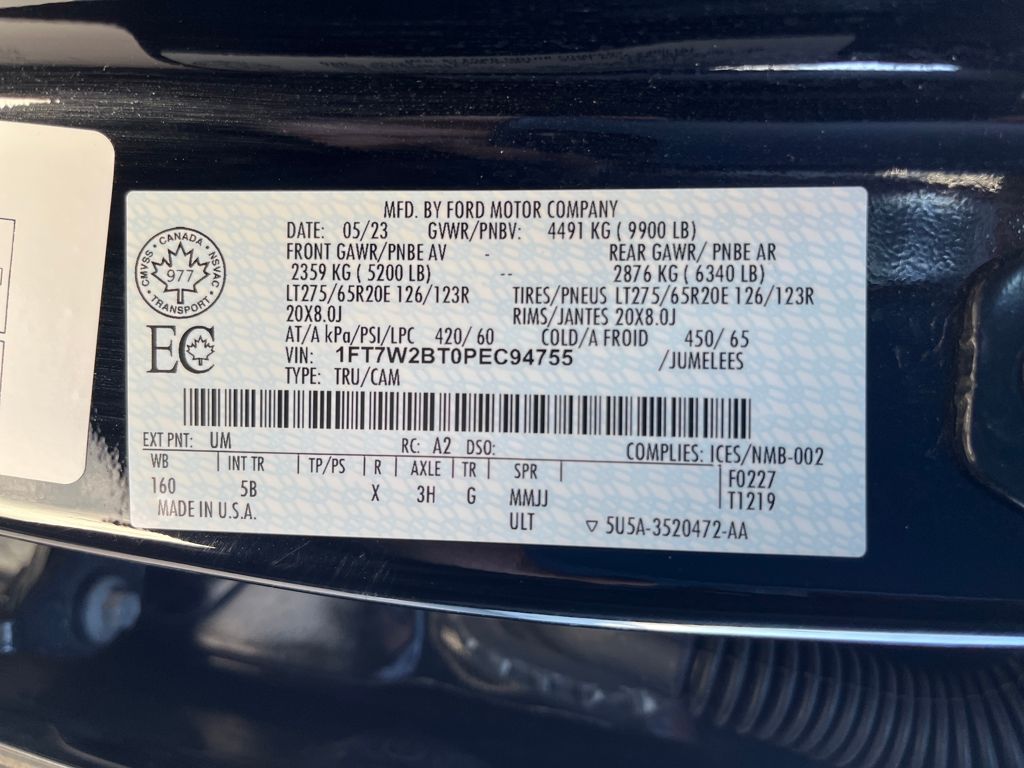 MFD. BY FORD MOTOR COMPANY
DATE: 05/23 GVWR/PNBV: 4491 KG ( 9900 LB)
FRONT GAWR/PNBE AV - REAR GAWR/ PNBE AR
2359 KG ( 5200 LB) -- 2876 KG ( 6340 LB)
LT275/65R20E 126/123R TIRES/PNEUS LT275/65R20E 126/123R
20X8.0J RIMS/JANTES 20X8.0J
AT/A kPa/PSI/LPC 420/ 60 COLD/A FROID 450/ 65
VIN: 1FT7W2BT0PEC94755 /JUMELEES
TYPE: TRU/CAM
CANADA
CMVSS NSVAC
977
TRANSPORT
EC
EXT PNT: UM RC: A2 DSO: COMPLIES: ICES/NMB-002
WB INT TR TP/PS R AXLE TR SPR F0227
160 5B X 3H G MMJJ T1219
MADE IN U.S.A. ULT ▽ 5U5A-3520472-AA